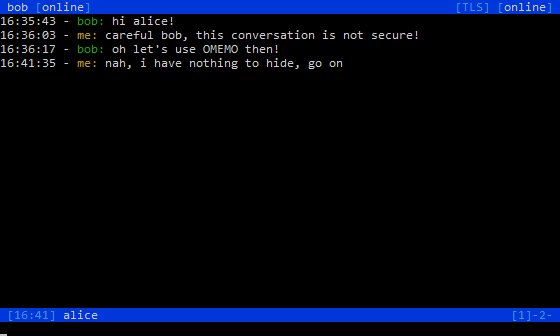 bob [online] [TLS] [online]
16:35:43 - bob: hi alice!
16:36:03 - me: careful bob, this conversation is not secure!
16:36:17 - bob: oh let's use OMEMO then!
16:41:35 - me: nah, i have nothing to hide, go on
[16:41] alice [1]-2-